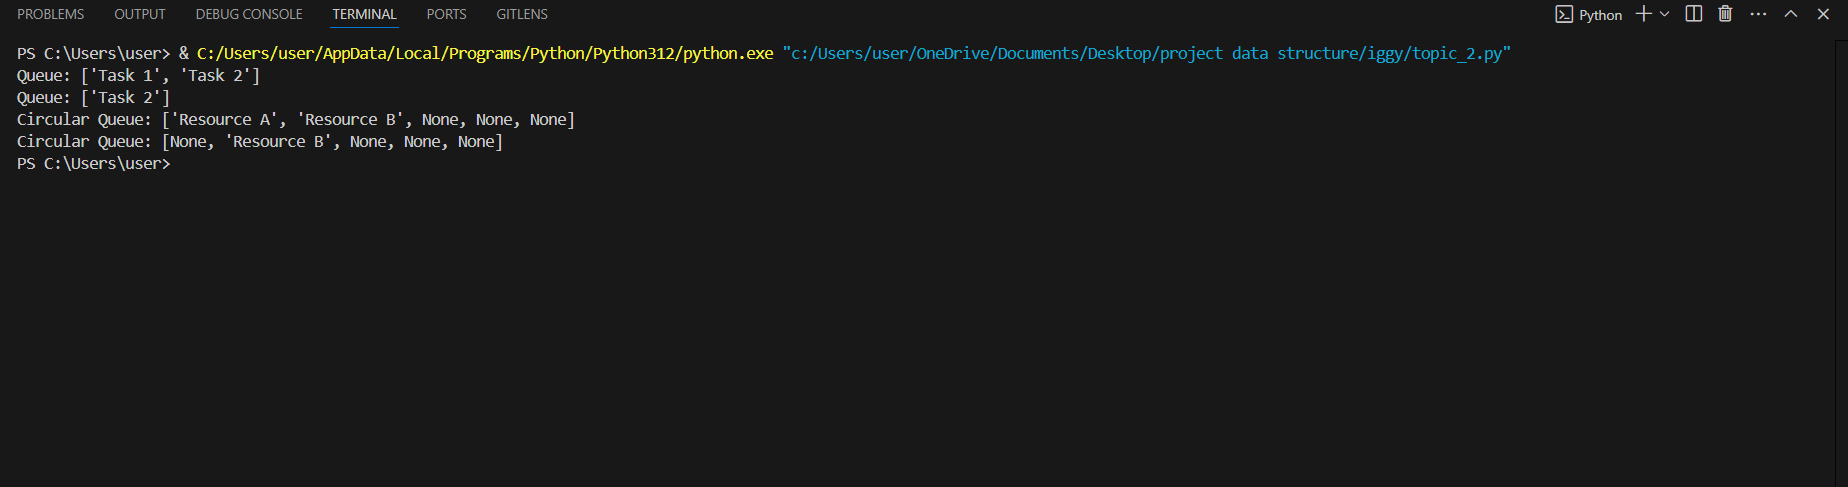 PROBLEMS OUTPUT DEBUG CONSOLE TERMINAL PORTS GITLENS Python
PS C:\Users\user> & C:/Users/user/AppData/Local/Programs/Python/Python312/python.exe "c:/Users/user/OneDrive/Documents/Desktop/project data structure/iggy/topic_2.py"
Queue: ['Task 1', 'Task 2']
Queue: ['Task 2']
Circular Queue: ['Resource A', 'Resource B', None, None, None]
Circular Queue: [None, 'Resource B', None, None, None]
PS C:\Users\user>